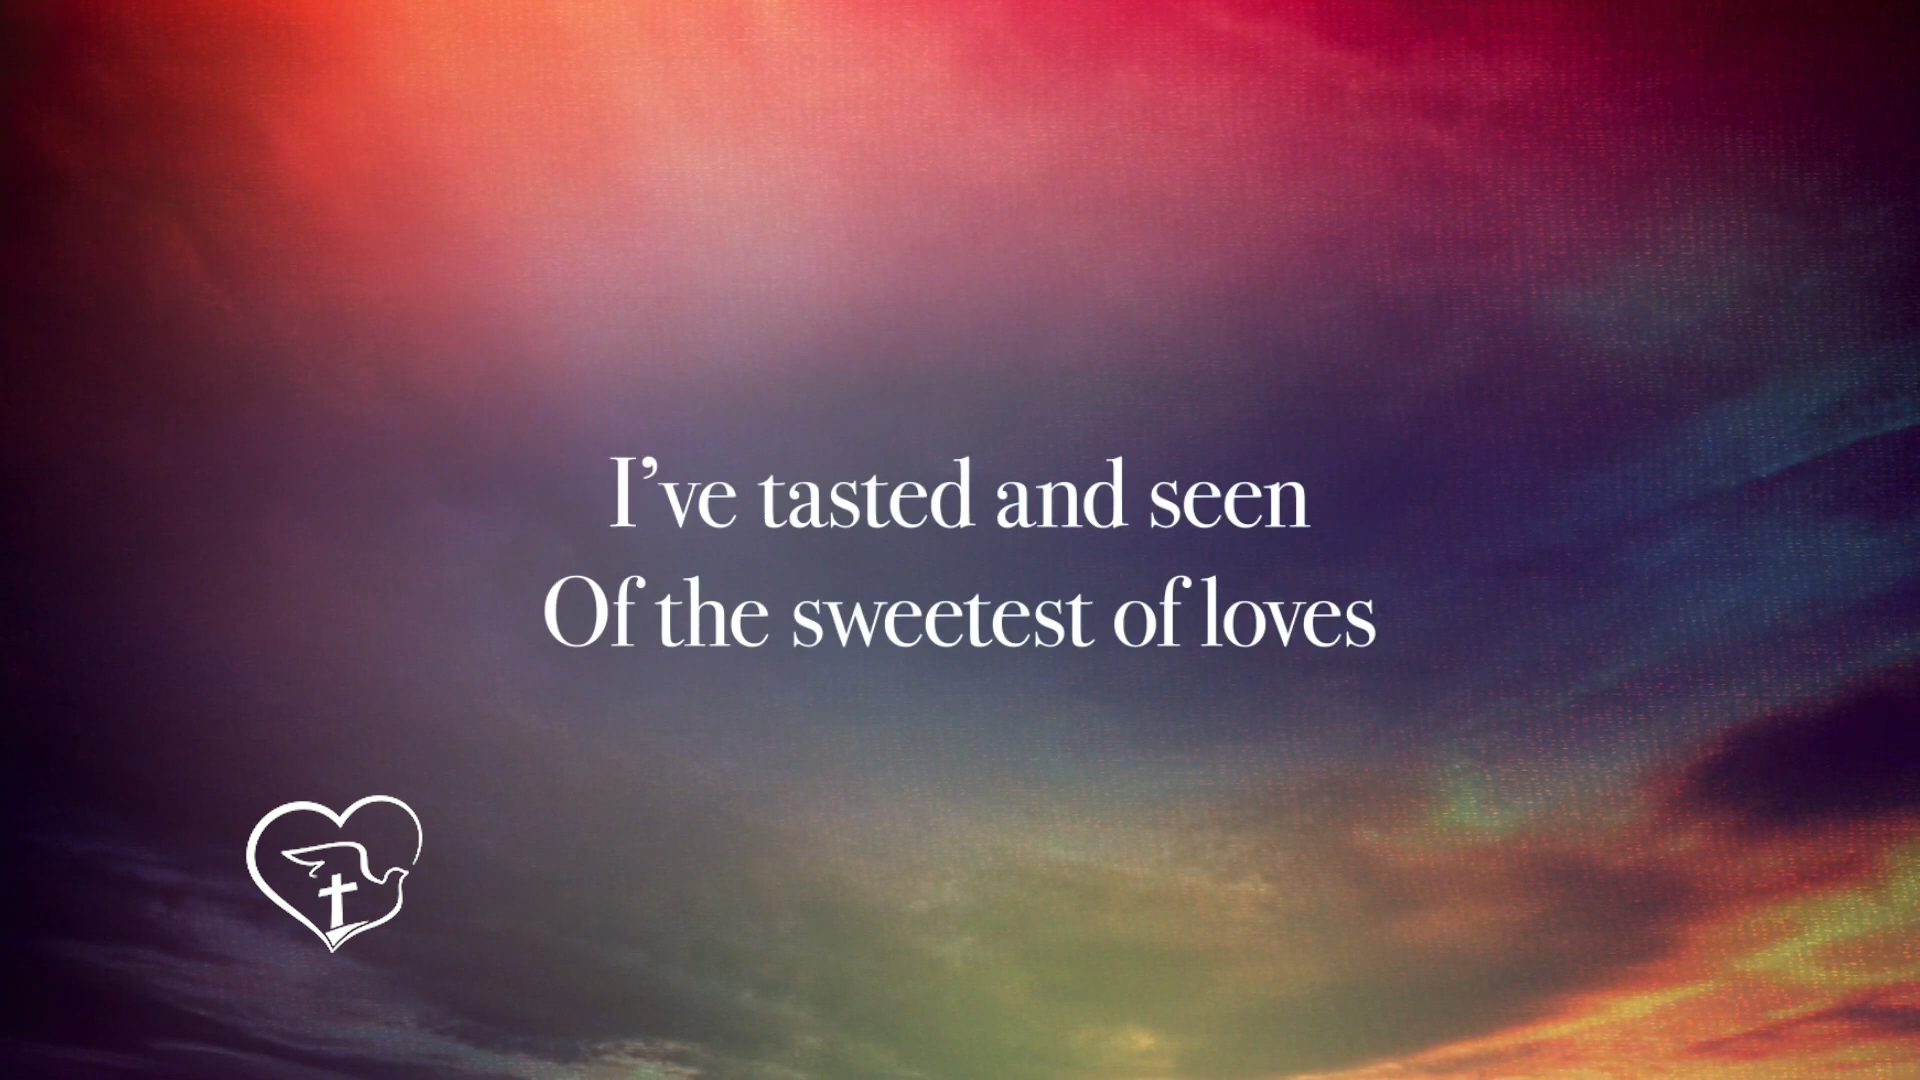 I’ve tasted and seen
Of the sweetest of loves